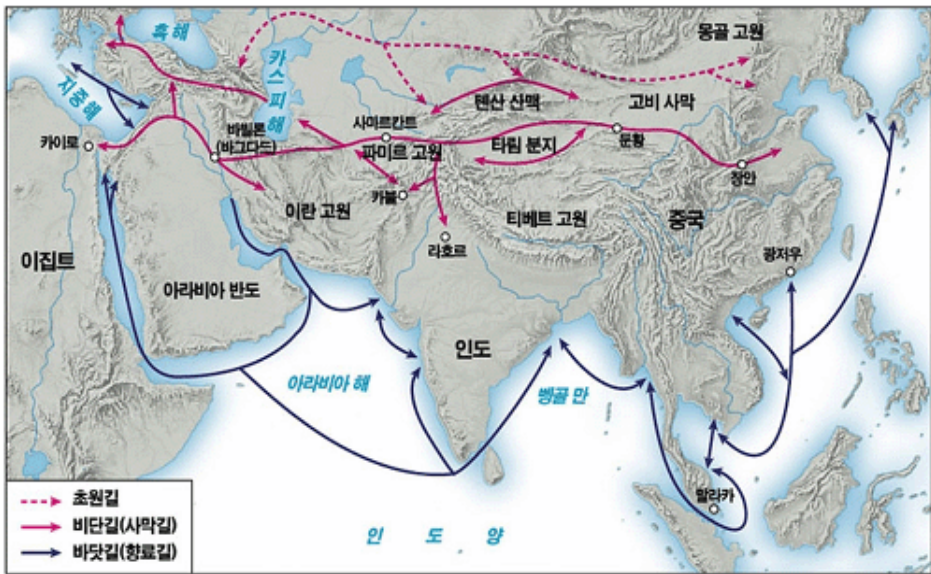 흑해
몽골 고원
카스피해
지중해
텐산 산맥
고비 사막
바빌론
(바그다드)
사마르칸트
카이로
파미르 고원
타림 분지
둔황
장안
이란 고원
카불
티베트 고원
중국
라호르
이집트
광저우
아라비아 반도
인도
아라비아 해
벵골 만
말라카
초원길
비단길(사막길)
바닷길(향료길)
인 도 양